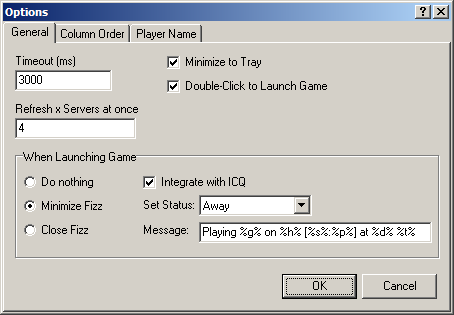 Options
General Column Order Player Name
Timeout (ms)
3000
Minimize to Tray
Double-Click to Launch Game
Refresh x Servers at once
4
When Launching Game
Do nothing
Integrate with ICQ
Minimize Fizz
Set Status: Away
Close Fizz
Message: Playing %g% on %h% [%s%:%p%] at %d% %t%
OK Cancel